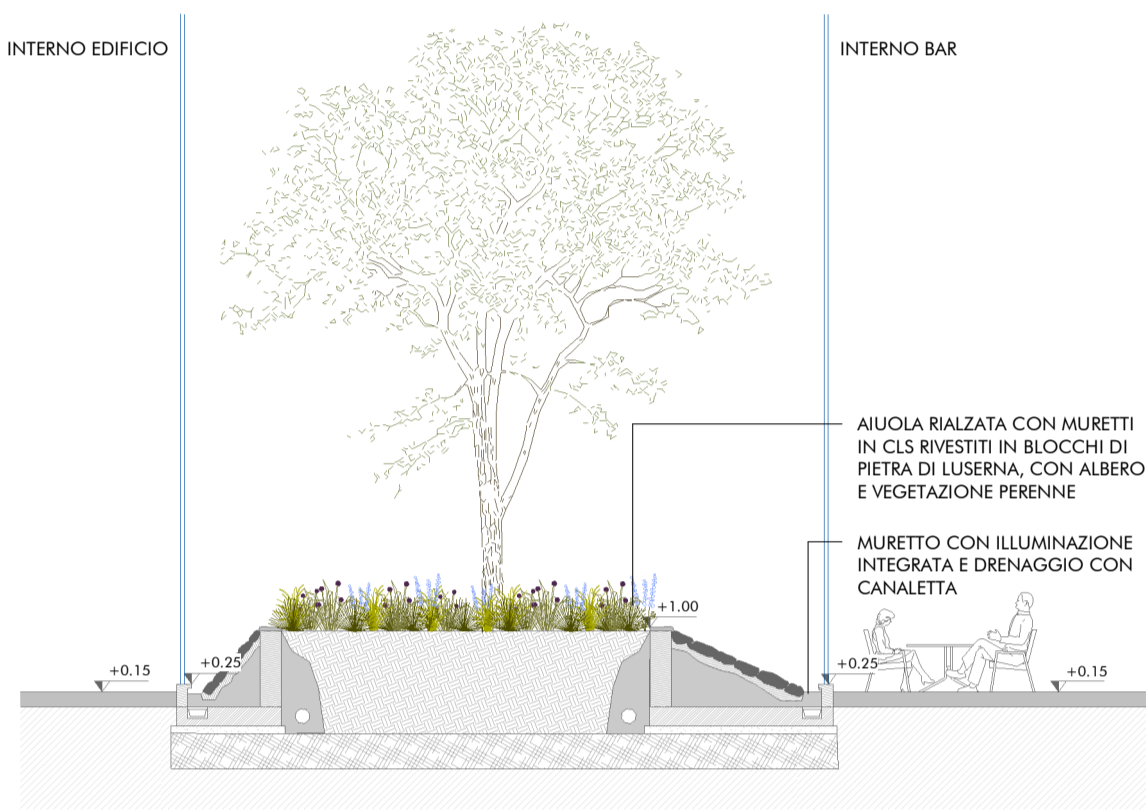 INTERNO EDIFICIO
INTERNO BAR
AIUOLA RIALZATA CON MURETTI
IN CLS RIVESTITI IN BLOCCHI DI
PIETRA DI LUSERNA, CON ALBERO
E VEGETAZIONE PERENNE
MURETTO CON ILLUMINAZIONE
INTEGRATA E DRENAGGIO CON
CANALETTA
+1.00
+0.15
+0.25
+0.25
+0.15